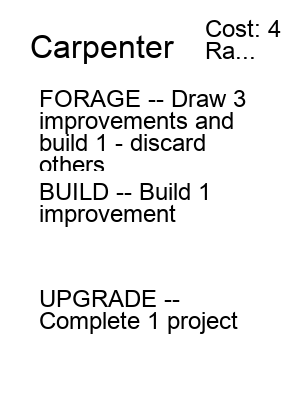 Carpenter
Cost: 4
Ra...
FORAGE -- Draw 3
improvements and
build 1 - discard
others
BUILD -- Build 1
improvement
UPGRADE --
Complete 1 project